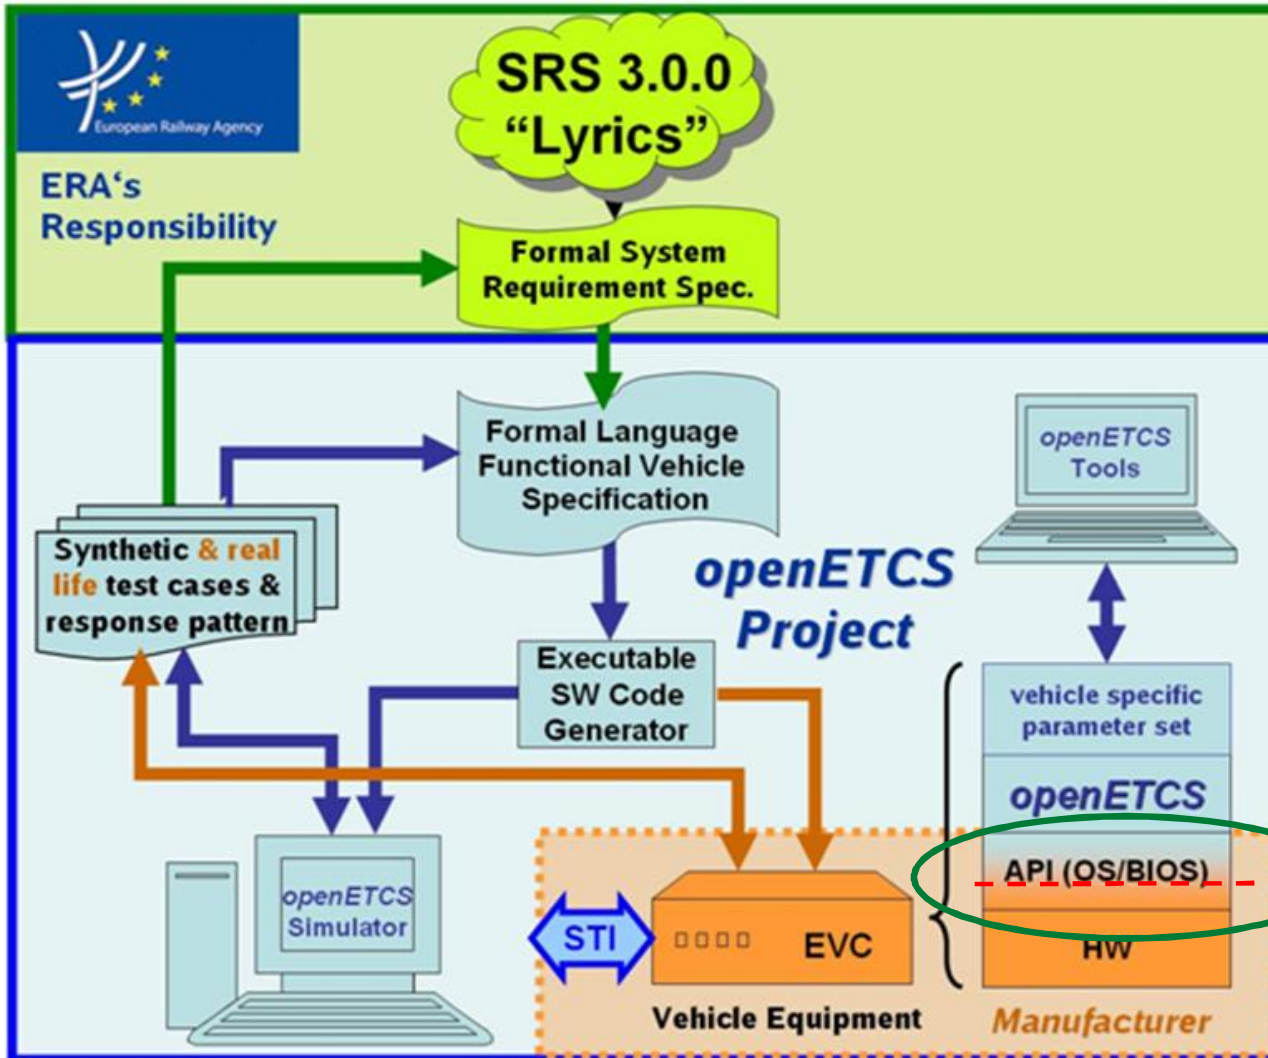 SRS 3.0.0
“Lyrics”
European Railway Agency
ERA‘s
Responsibility
Formal System
Requirement Spec.
Formal Language
Functional Vehicle
Specification
openETCS
Tools
Synthetic & real
life test cases &
response pattern
openETCS
Project
Executable
SW Code
Generator
vehicle specific
parameter set
openETCS
API (OS/BIOS)
HW
openETCS
Simulator
STI
EVC
Vehicle Equipment
Manufacturer